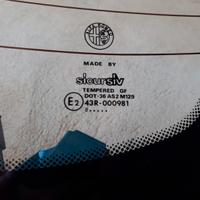 MADE BY
sicursiv
TEMPERED GF
DOT-36 AS2 M129
E2 43R-000981